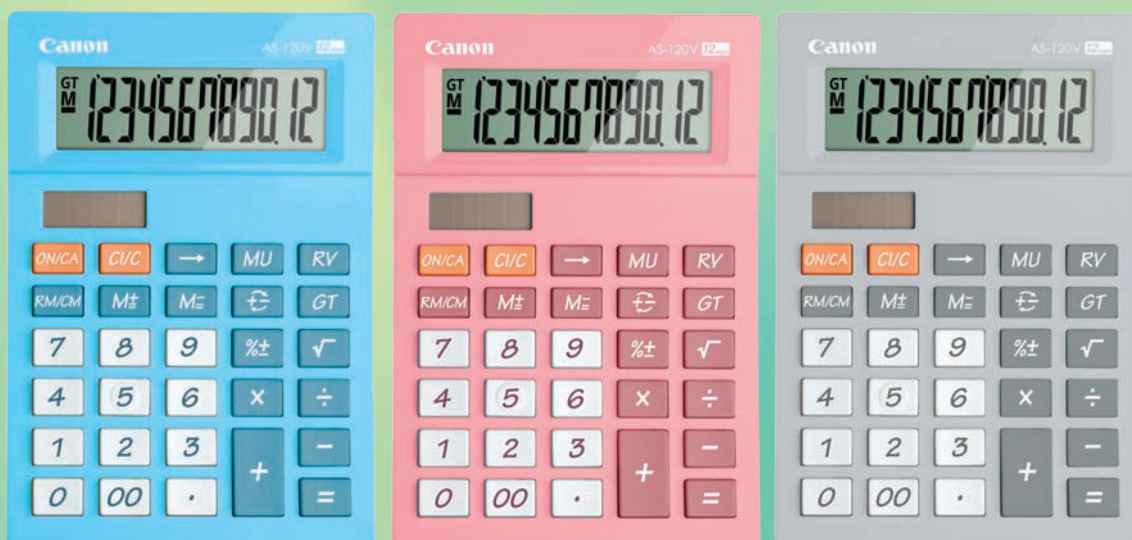 Canon AS-120V 12 digits
GT
M
1234567890.12
ON/CA CI/C → MU RV
RM/CM M± M= GT
7 8 9 %± √
4 5 6 × ÷
1 2 3 + −
0 00 . =
Canon AS-120V 12 digits
GT
M
1234567890.12
ON/CA CI/C → MU RV
RM/CM M± M= GT
7 8 9 %± √
4 5 6 × ÷
1 2 3 + −
0 00 . =
Canon AS-120V 12 digits
GT
M
1234567890.12
ON/CA CI/C → MU RV
RM/CM M± M= GT
7 8 9 %± √
4 5 6 × ÷
1 2 3 + −
0 00 . =